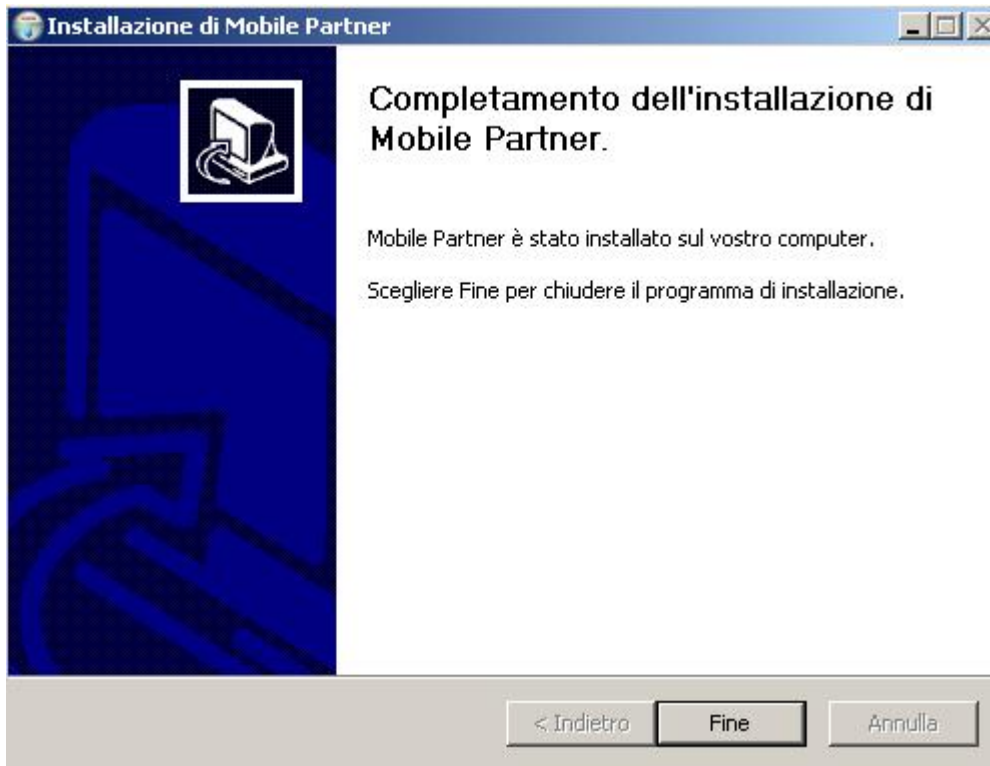 Installazione di Mobile Partner
Completamento dell'installazione di
Mobile Partner.
Mobile Partner è stato installato sul vostro computer.
Scegliere Fine per chiudere il programma di installazione.
< Indietro
Fine
Annulla